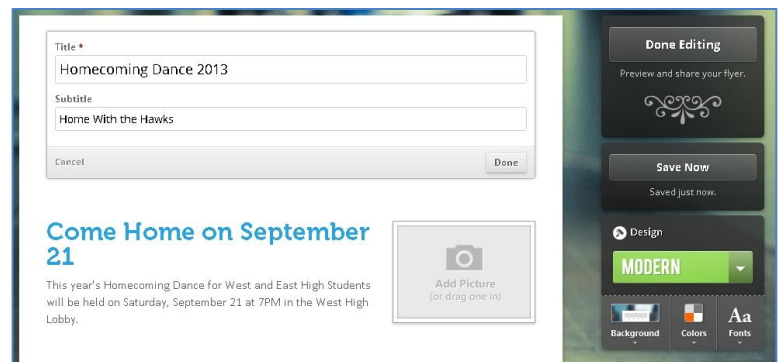 Title *
Homecoming Dance 2013
Subtitle
Home With the Hawks
Cancel
Done
Come Home on September
21
This year's Homecoming Dance for West and East High Students
will be held on Saturday, September 21 at 7PM in the West High
Lobby.
Add Picture
(or drag one in)
Done Editing
Preview and share your flyer.
Save Now
Saved just now.
Design
MODERN
Background
Colors
Aa
Fonts